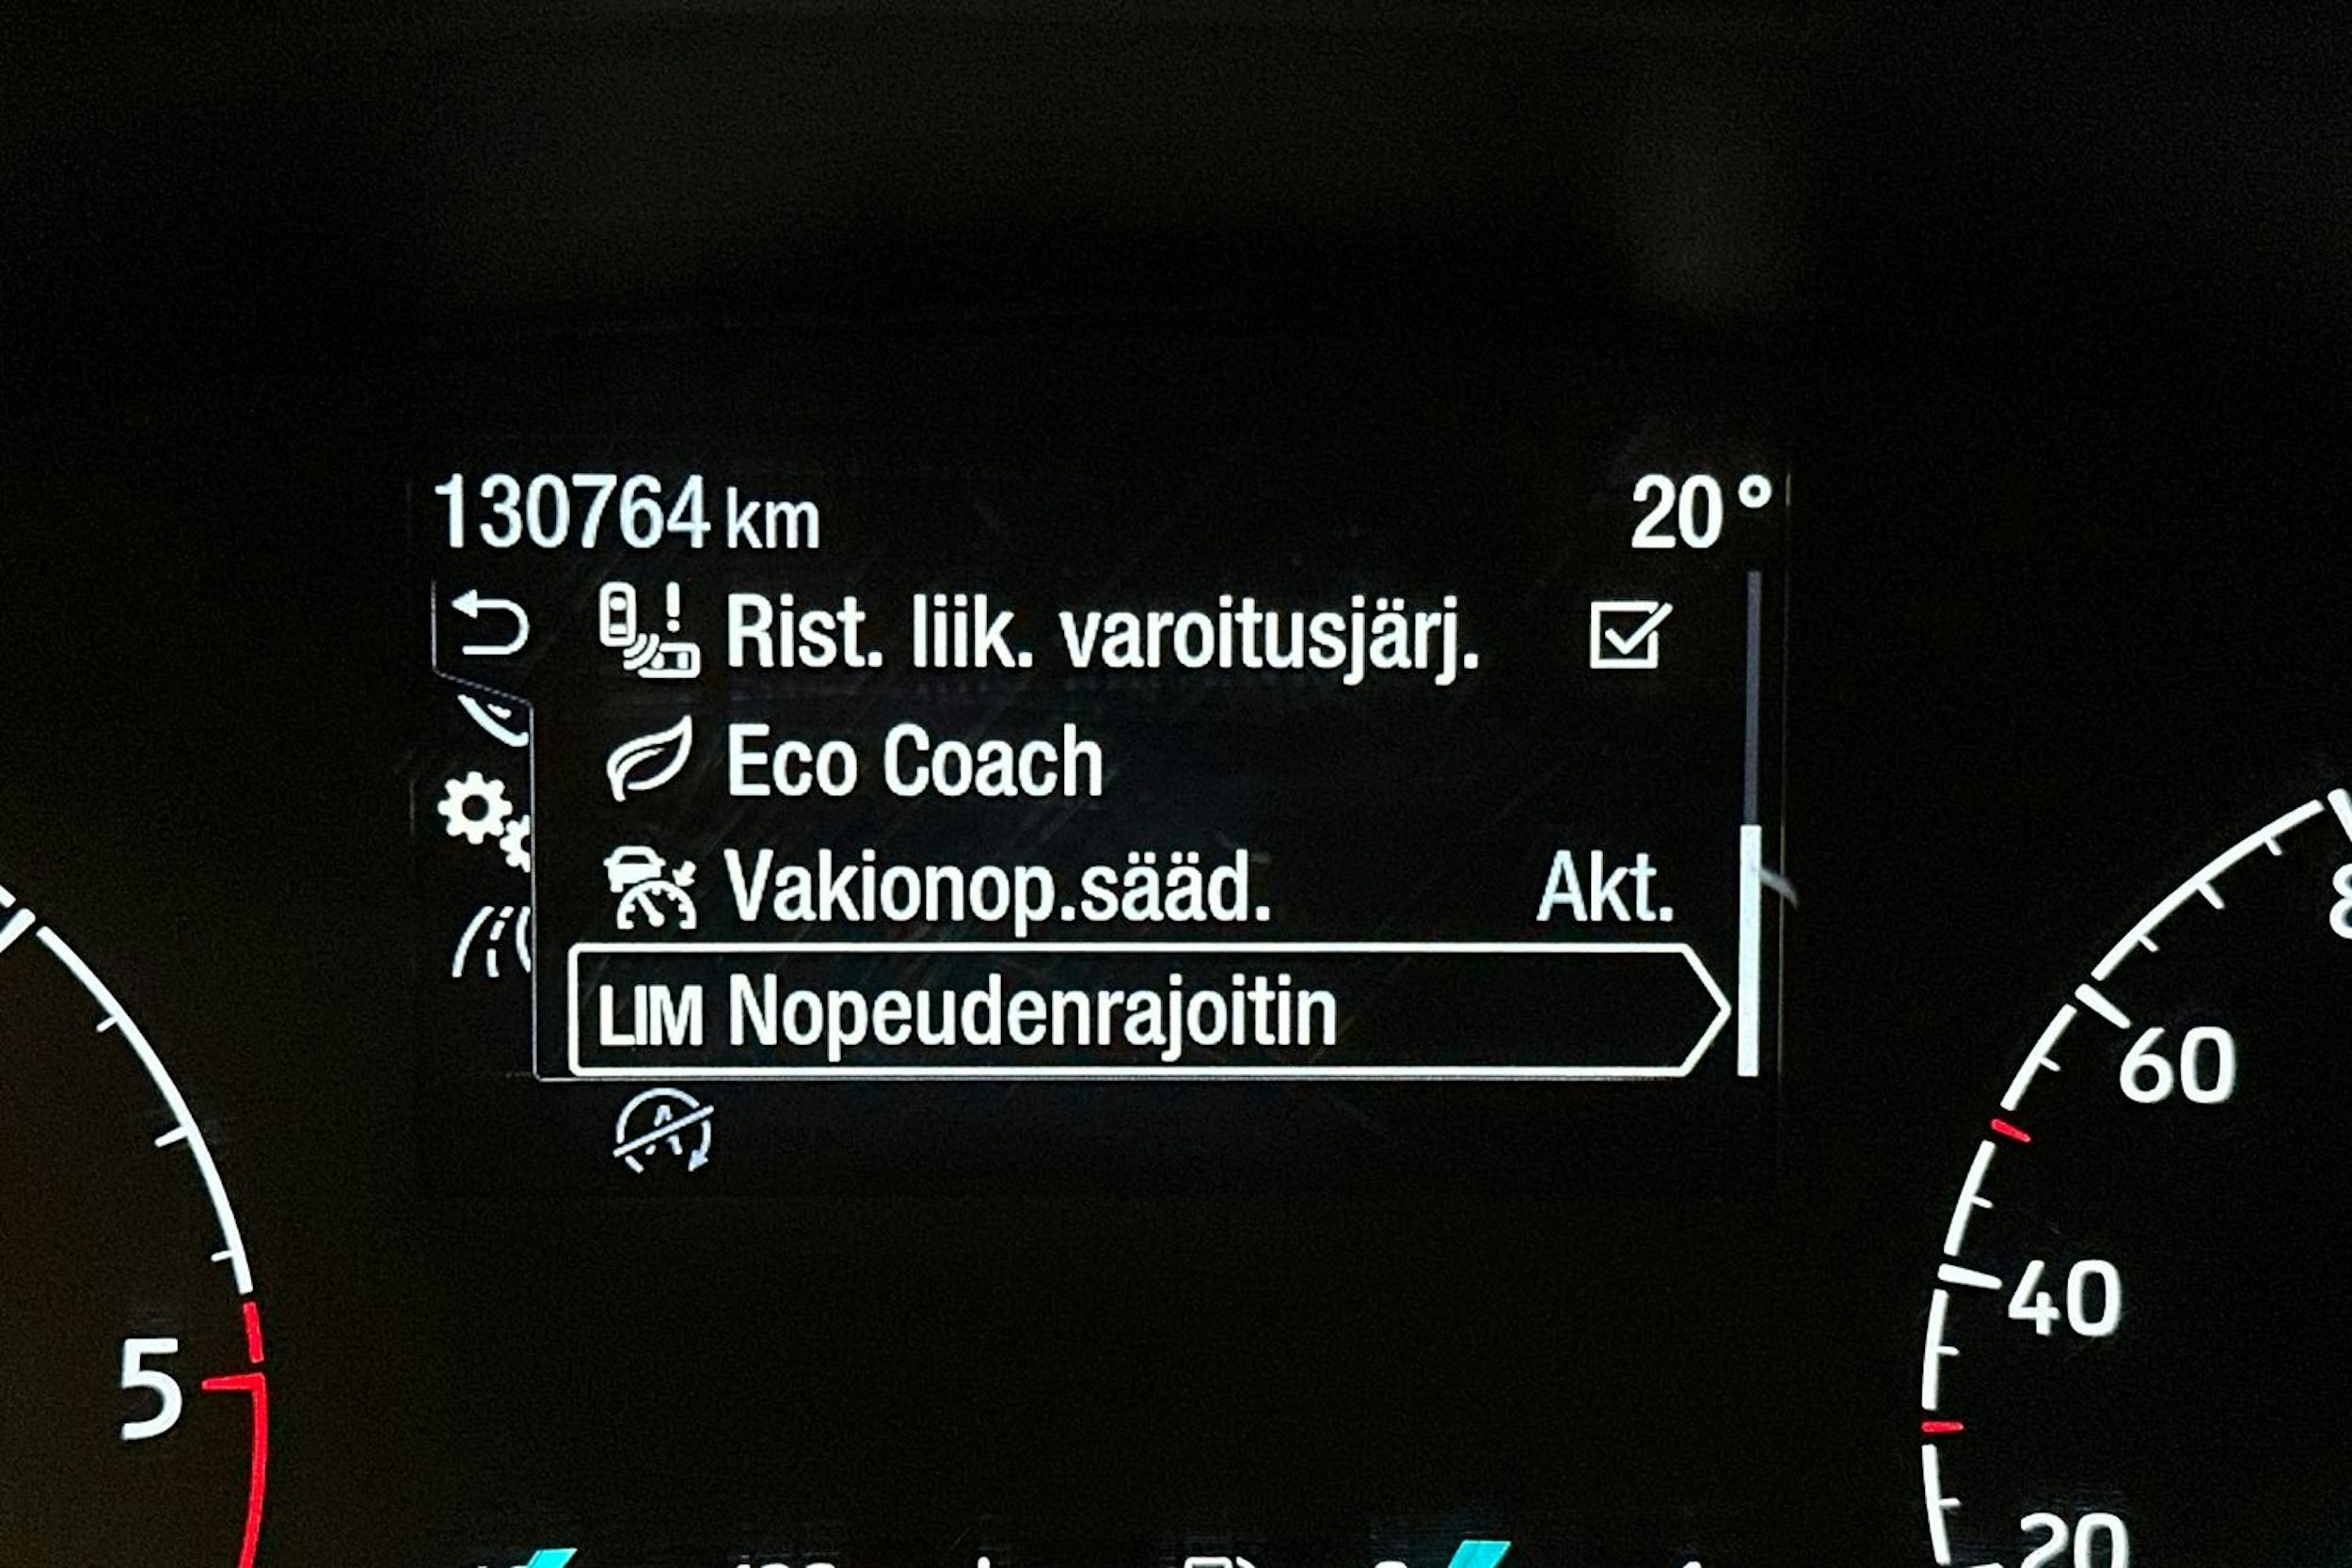 130764 km 20°
Rist. liik. varoitusjärj.
Eco Coach
Vakionop.sääd. Akt.
LIM Nopeudenrajoitin
A
60
40
5
20